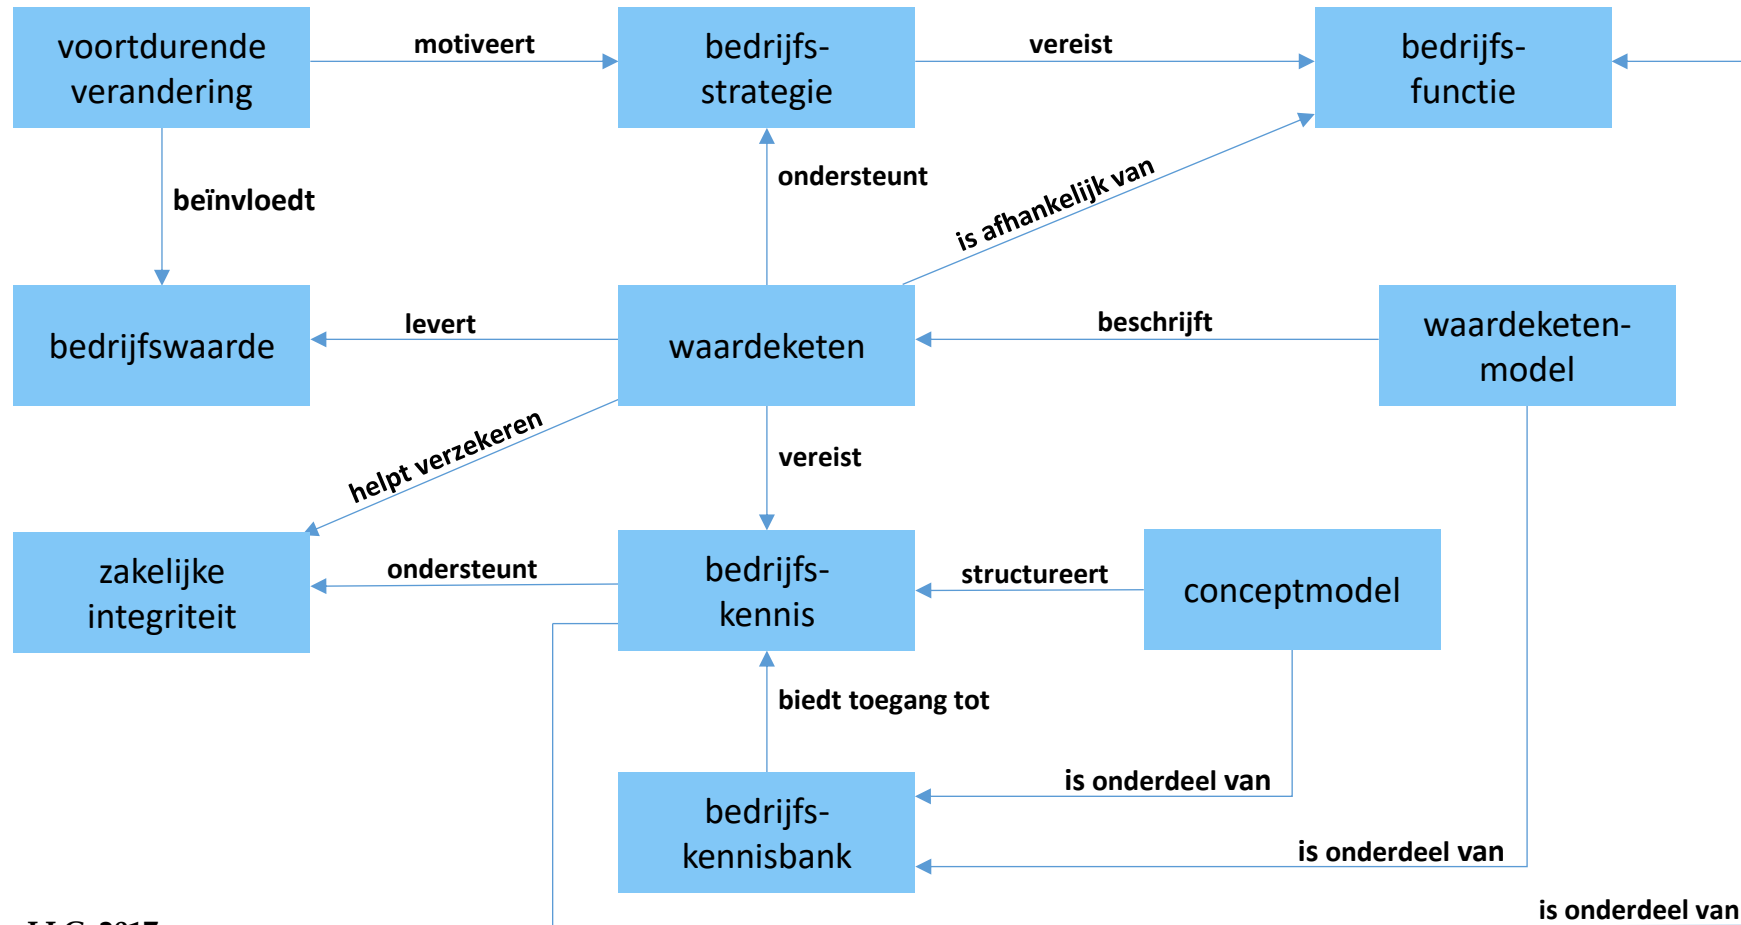 voortdurende
verandering
motiveert
bedrijfs-
strategie
vereist
bedrijfs-
functie
beïnvloedt
ondersteunt
is afhankelijk van
bedrijfswaarde
levert
waardeketen
beschrijft
waardeketen-
model
helpt verzekeren
vereist
zakelijke
integriteit
ondersteunt
bedrijfs-
kennis
structureert
conceptmodel
biedt toegang tot
bedrijfs-
kennisbank
is onderdeel van
is onderdeel van
is onderdeel van